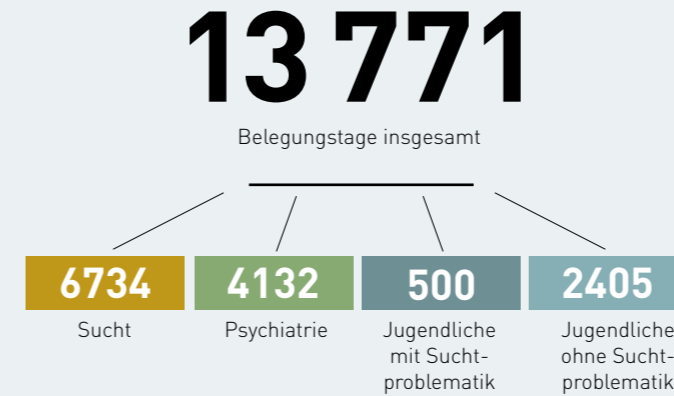 13 771
Belegungstage insgesamt
6734
4132
500
2405
Sucht
Psychiatrie
Jugendliche
mit Sucht-
problematik
Jugendliche
ohne Sucht-
problematik